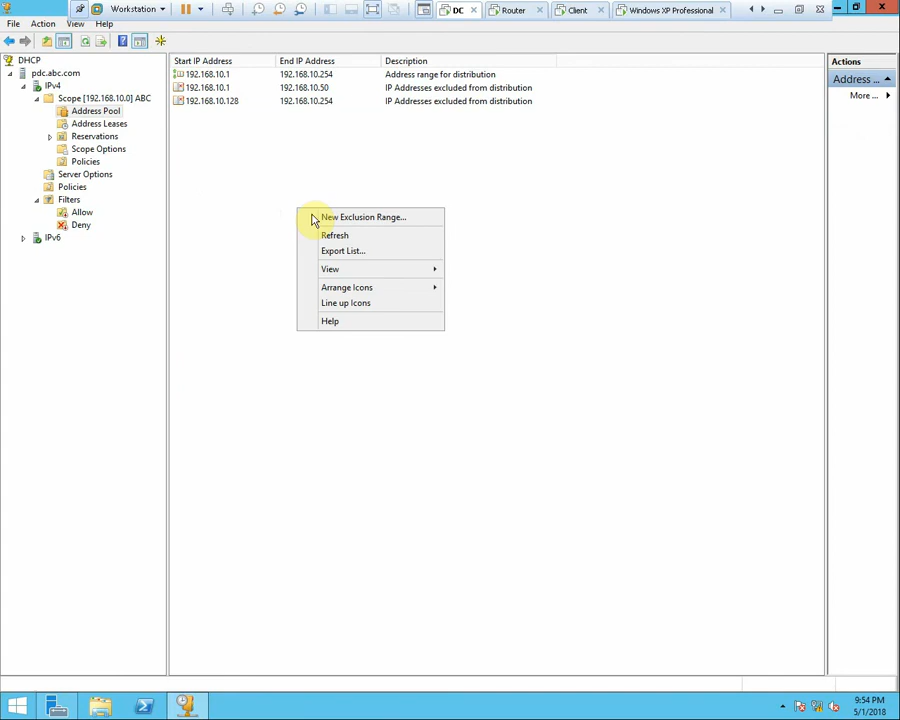 Workstation
DC
Router
Client
Windows XP Professional
File Action View Help
DHCP
pdc.abc.com
IPv4
Scope [192.168.10.0] ABC
Address Pool
Address Leases
Reservations
Scope Options
Policies
Server Options
Policies
Filters
Allow
Deny
IPv6
Start IP Address End IP Address Description
192.168.10.1 192.168.10.254 Address range for distribution
192.168.10.1 192.168.10.50 IP Addresses excluded from distribution
192.168.10.128 192.168.10.254 IP Addresses excluded from distribution
New Exclusion Range...
Refresh
Export List...
View
Arrange Icons
Line up Icons
Help
Actions
Address ...
More ...
9:54 PM
5/1/2018